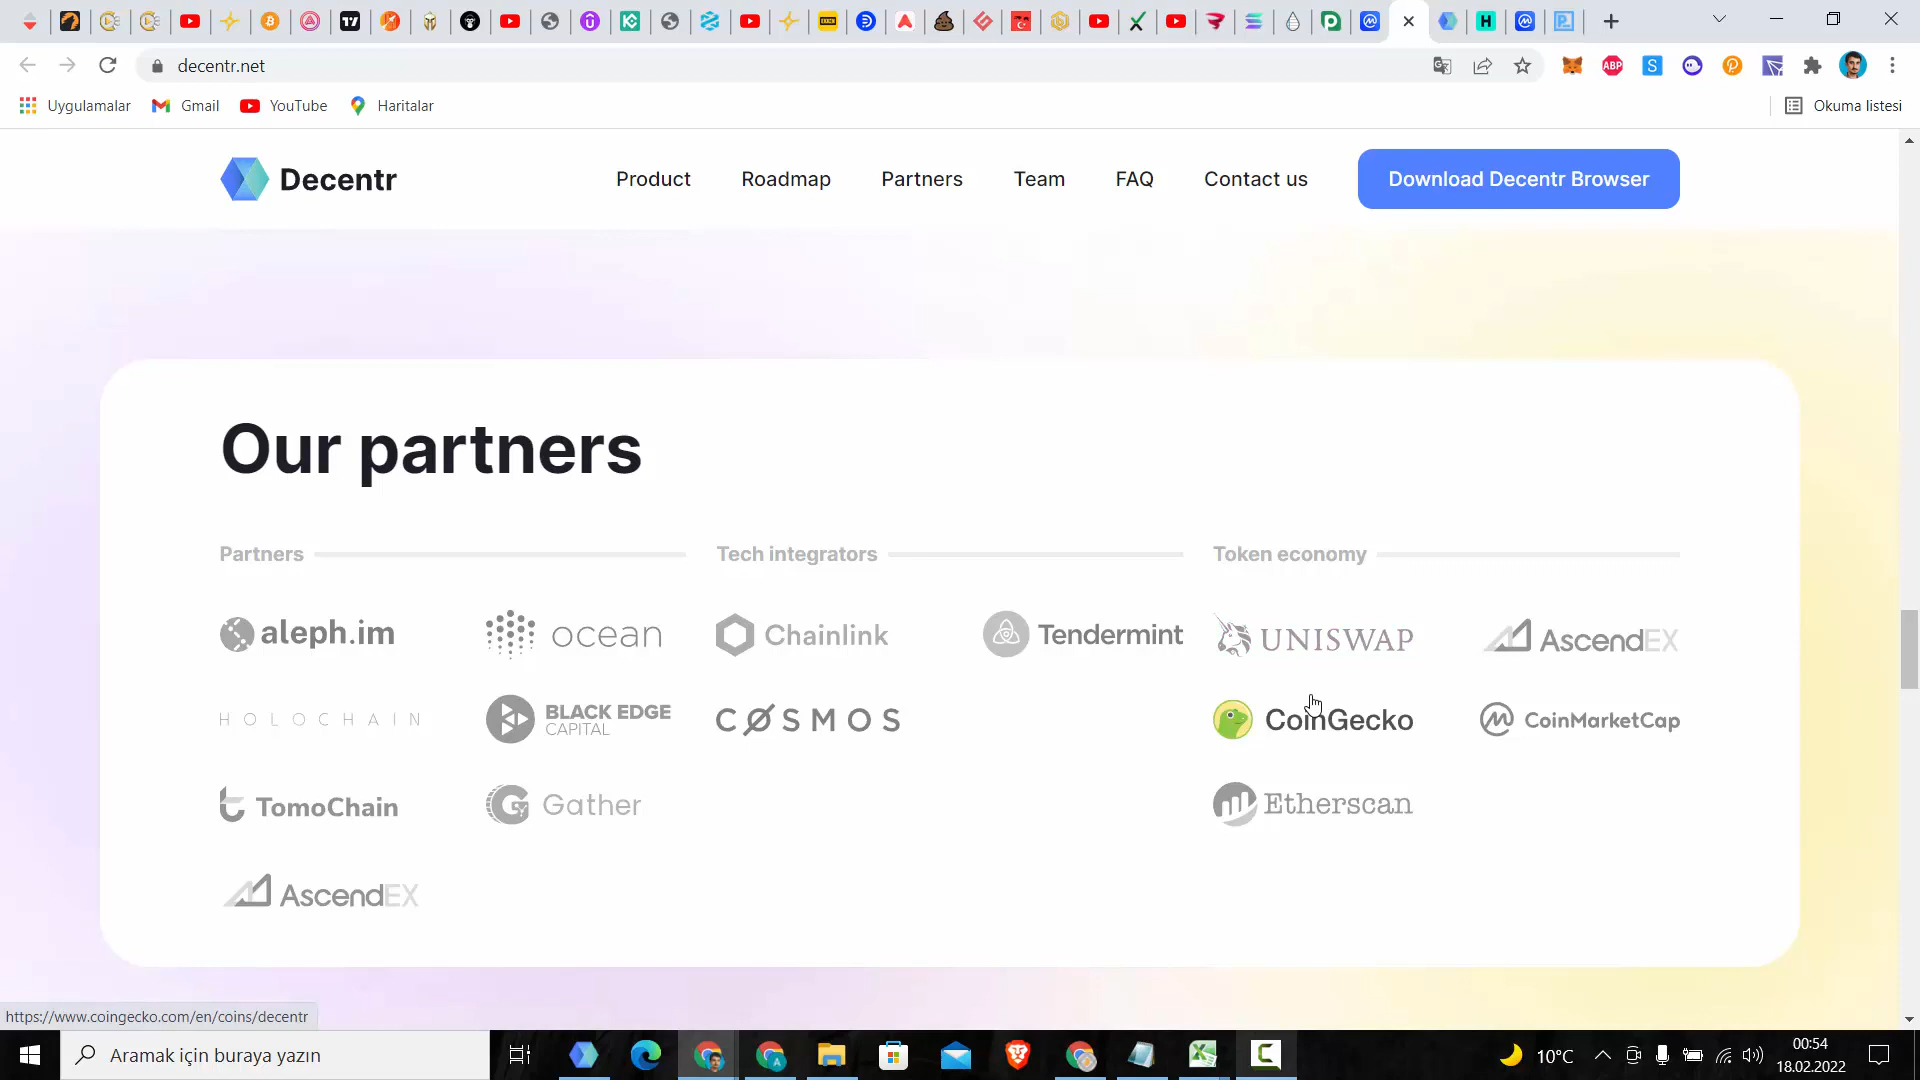 decentr.net
Uygulamalar
Gmail
YouTube
Haritalar
Okuma listesi
Decentr
Product
Roadmap
Partners
Team
FAQ
Contact us
Download Decentr Browser
Our partners
Partners
Tech integrators
Token economy
aleph.im
ocean
Chainlink
Tendermint
UNISWAP
AscendEX
HOLOCHAIN
BLACK EDGE
CAPITAL
CØSMOS
CoinGecko
CoinMarketCap
TomoChain
Gather
Etherscan
AscendEX
https://www.coingecko.com/en/coins/decentr
Aramak için buraya yazın
10°C
00:54
18.02.2022